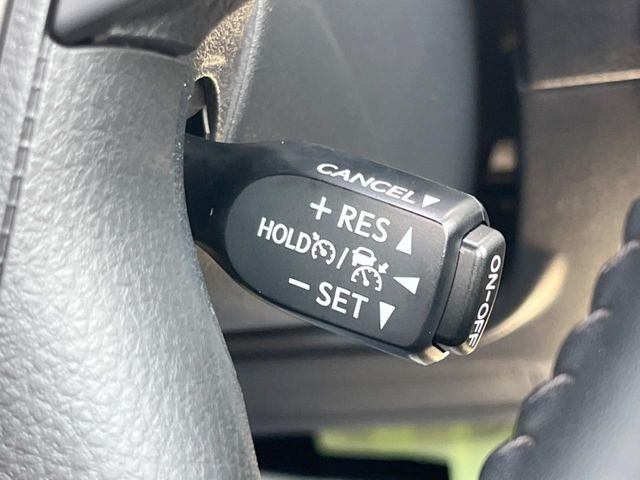 CANCEL
+ RES
HOLD /
- SET
ON-OFF